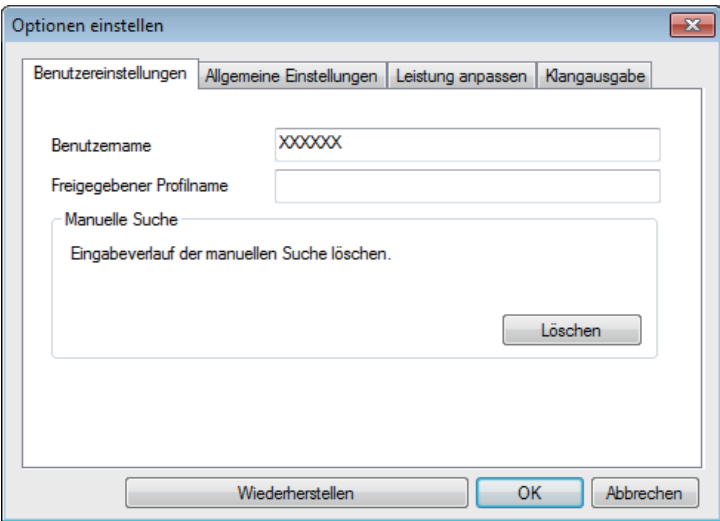 Optionen einstellen
Benutzereinstellungen Allgemeine Einstellungen Leistung anpassen Klangausgabe
Benutzername XXXXXX
Freigegebener Profilname
Manuelle Suche
Eingabeverlauf der manuellen Suche löschen.
Löschen
Wiederherstellen OK Abbrechen